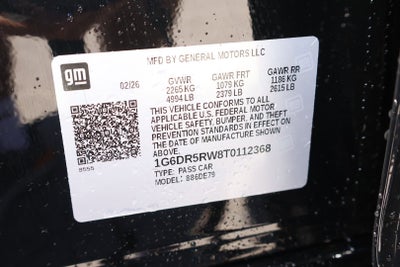 gm
MFD BY GENERAL MOTORS LLC
02/26 GVWR GAWR FRT GAWR RR
2265 KG 1079 KG 1186 KG
4994 LB 2379 LB 2615 LB
THIS VEHICLE CONFORMS TO ALL
APPLICABLE U.S. FEDERAL MOTOR
VEHICLE SAFETY, BUMPER, AND THEFT
PREVENTION STANDARDS IN EFFECT ON
THE DATE OF MANUFACTURE SHOWN
ABOVE.
1G6DR5RW8T0112368
TYPE: PASS CAR
MODEL: 886DE79